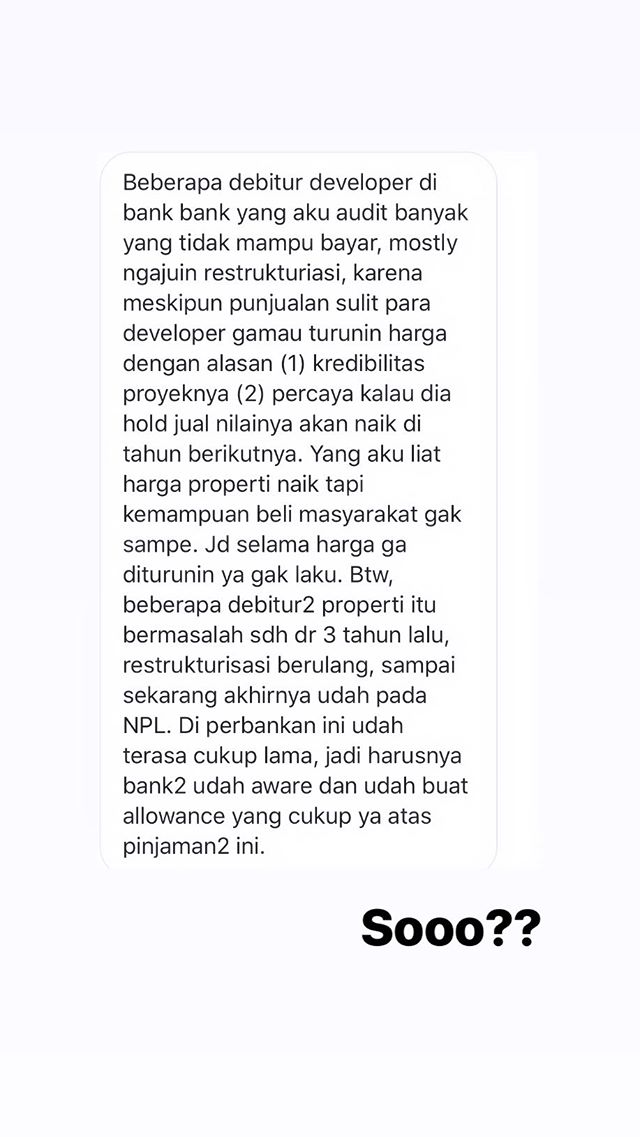 Beberapa debitur developer di
bank bank yang aku audit banyak
yang tidak mampu bayar, mostly
ngajuin restrukturiasi, karena
meskipun punjualan sulit para
developer gamau turunin harga
dengan alasan (1) kredibilitas
proyeknya (2) percaya kalau dia
hold jual nilainya akan naik di
tahun berikutnya. Yang aku liat
harga properti naik tapi
kemampuan beli masyarakat gak
sampe. Jd selama harga ga
diturunin ya gak laku. Btw,
beberapa debitur2 properti itu
bermasalah sdh dr 3 tahun lalu,
restrukturisasi berulang, sampai
sekarang akhirnya udah pada
NPL. Di perbankan ini udah
terasa cukup lama, jadi harusnya
bank2 udah aware dan udah buat
allowance yang cukup ya atas
pinjaman2 ini.
Sooo??